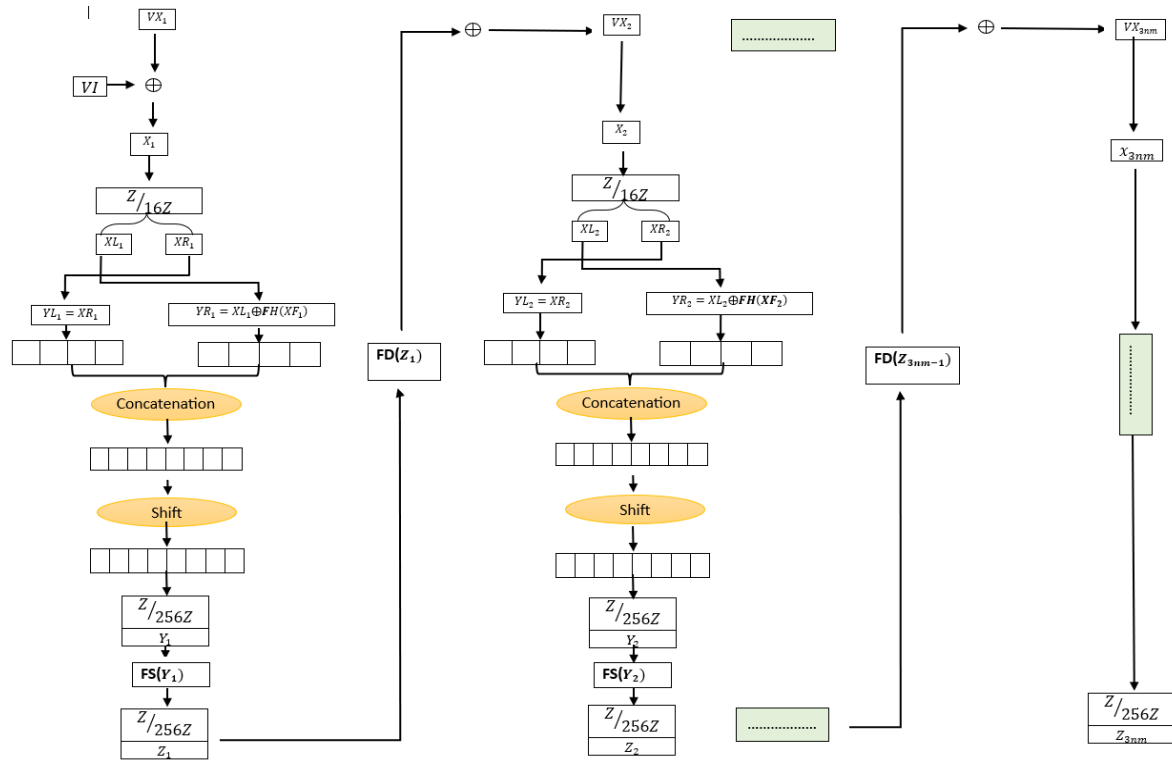 VX₁
VI
⊕
X₁
Z/16Z
XL₁
XR₁
YL₁ = XR₁
YR₁ = XL₁⊕FH(XF₁)
Concatenation
Shift
Z/256Z
Y₁
FS(Y₁)
Z/256Z
Z₁
FD(Z₁)
⊕
VX₂
X₂
Z/16Z
XL₂
XR₂
YL₂ = XR₂
YR₂ = XL₂⊕FH(XF₂)
Concatenation
Shift
Z/256Z
Y₂
FS(Y₂)
Z/256Z
Z₂
...................
...................
FD(Z₃ₙₘ₋₁)
⊕
VX₃ₙₘ
x₃ₙₘ
...................
Z/256Z
Z₃ₙₘ